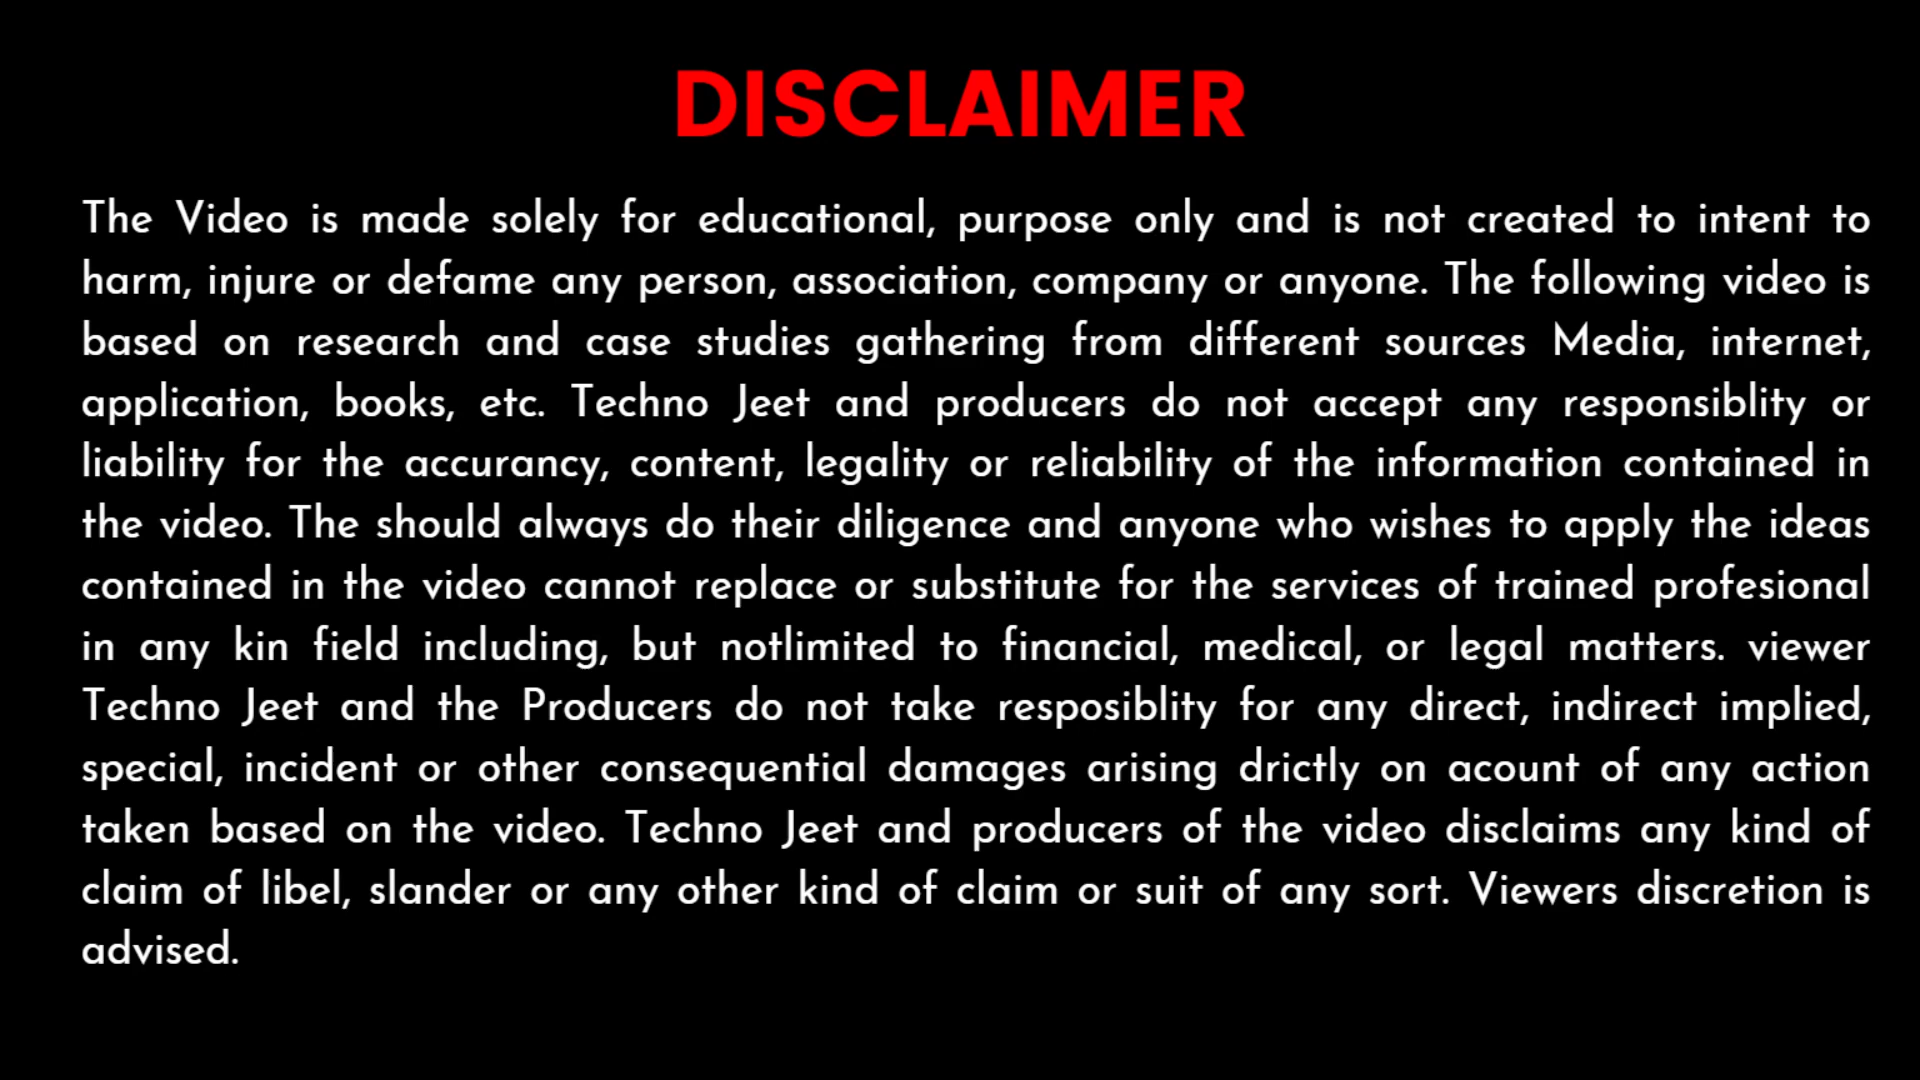 DISCLAIMER
The Video is made solely for educational, purpose only and is not created to intent to
harm, injure or defame any person, association, company or anyone. The following video is
based on research and case studies gathering from different sources Media, internet,
application, books, etc. Techno Jeet and producers do not accept any responsiblity or
liability for the accurancy, content, legality or reliability of the information contained in
the video. The should always do their diligence and anyone who wishes to apply the ideas
contained in the video cannot replace or substitute for the services of trained profesional
in any kin field including, but notlimited to financial, medical, or legal matters. viewer
Techno Jeet and the Producers do not take resposiblity for any direct, indirect implied,
special, incident or other consequential damages arising drictly on acount of any action
taken based on the video. Techno Jeet and producers of the video disclaims any kind of
claim of libel, slander or any other kind of claim or suit of any sort. Viewers discretion is
advised.